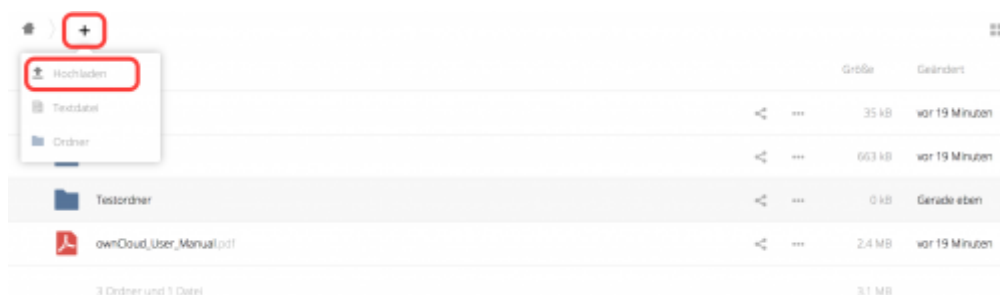 +
Hochladen
Größe Geändert
Textdatei
35 kB vor 19 Minuten
Ordner
663 kB vor 19 Minuten
Testordner 0 kB Gerade eben
ownCloud_User_Manual.pdf 2.4 MB vor 19 Minuten
3 Ordner und 1 Datei 3.1 MB